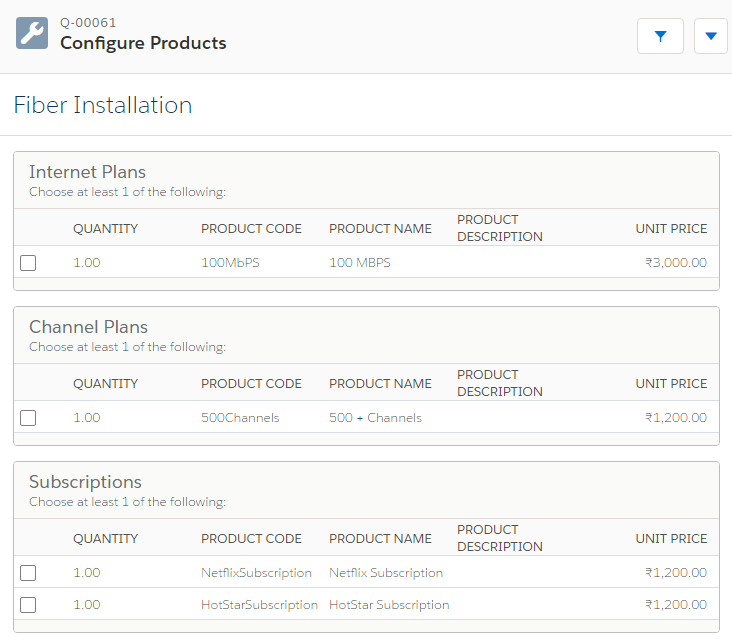 Q-00061
Configure Products
Fiber Installation
Internet Plans
Choose at least 1 of the following:
QUANTITY PRODUCT CODE PRODUCT NAME PRODUCT DESCRIPTION UNIT PRICE
1.00 100MbPS 100 MBPS ₹3,000.00
Channel Plans
Choose at least 1 of the following:
QUANTITY PRODUCT CODE PRODUCT NAME PRODUCT DESCRIPTION UNIT PRICE
1.00 500Channels 500 + Channels ₹1,200.00
Subscriptions
Choose at least 1 of the following:
QUANTITY PRODUCT CODE PRODUCT NAME PRODUCT DESCRIPTION UNIT PRICE
1.00 NetflixSubscription Netflix Subscription ₹1,200.00
1.00 HotStarSubscription HotStar Subscription ₹1,200.00